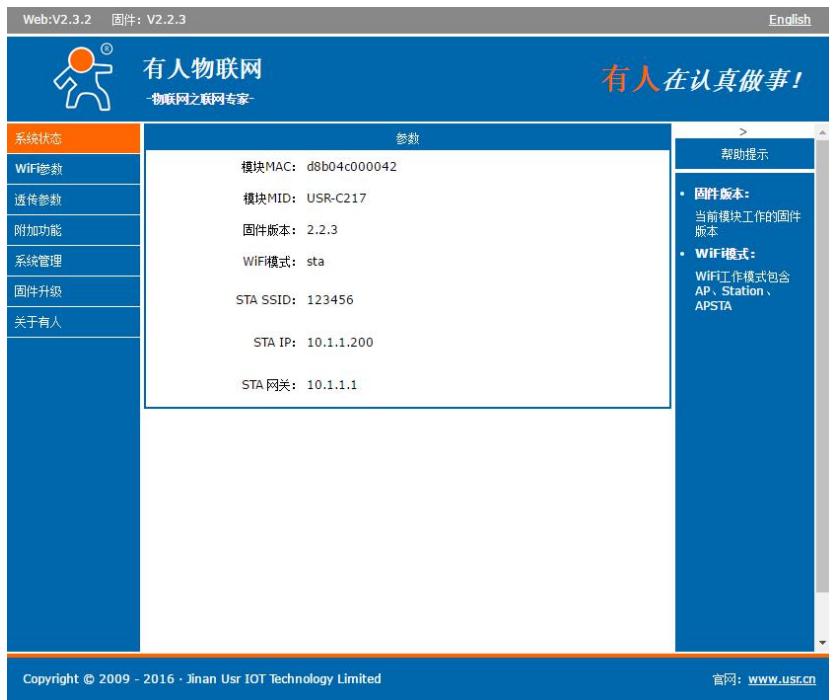 Web:V2.3.2 固件: V2.2.3 English
®
有人物联网
-物联网之联网专家-
有人在认真做事!
系统状态
WiFi参数
透传参数
附加功能
系统管理
固件升级
关于有人
参数
模块MAC: d8b04c000042
模块MID: USR-C217
固件版本: 2.2.3
WiFi模式: sta
STA SSID: 123456
STA IP: 10.1.1.200
STA 网关: 10.1.1.1
>
帮助提示
• 固件版本:
当前模块工作的固件
版本
• WiFi模式:
WiFi工作模式包含
AP、Station、
APSTA
Copyright © 2009 - 2016 · Jinan Usr IOT Technology Limited 官网: www.usr.cn